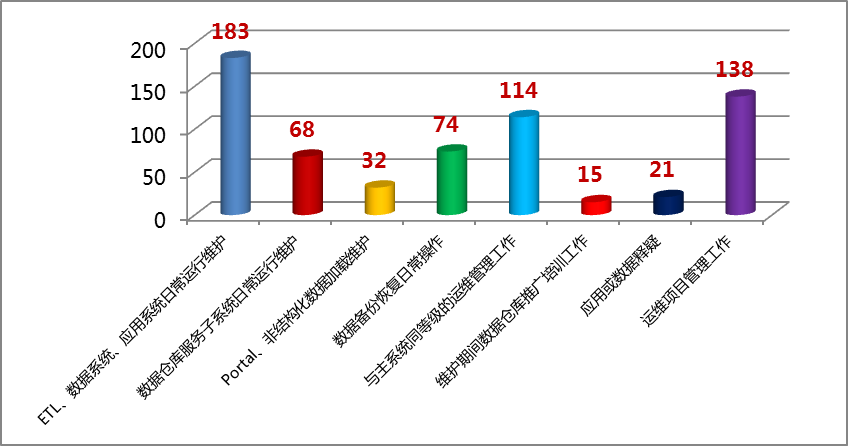 183
200
150
100
50
0
68
32
74
114
15
21
138
ETL、数据系统、应用系统日常运行维护
数据仓库服务子系统日常运行维护
Portal、非结构化数据加载维护
数据备份恢复日常操作
与主系统同等级的运维管理工作
维护期间数据仓库推广培训工作
应用或数据释疑
运维项目管理工作